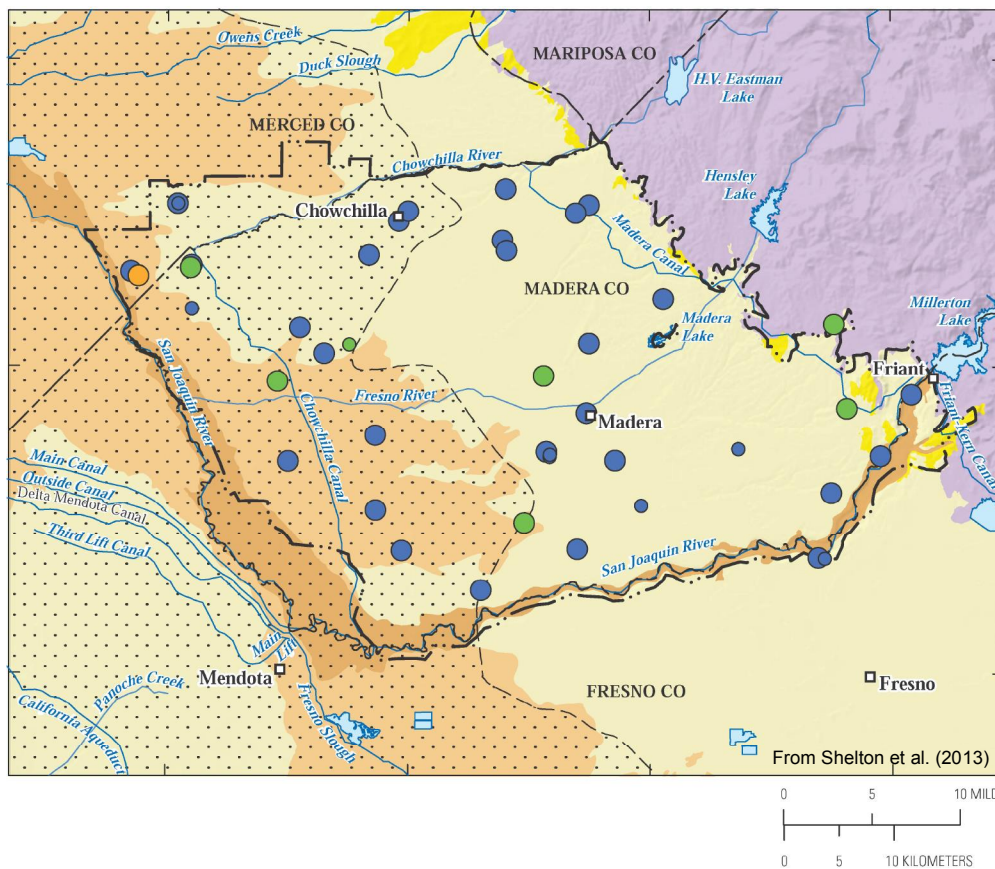 Owens Creek
Duck Slough
MARIPOSA CO
H.V. Eastman
Lake
MERCED CO
Chowchilla River
Hensley
Lake
Chowchilla
Madera Canal
MADERA CO
Millerton
Lake
Madera
Lake
Friant
San Joaquin River
Fresno River
Chowchilla Canal
Madera
Friant-Kern Canal
Main Canal
Outside Canal
Delta Mendota Canal
Third Lift Canal
San Joaquin River
Main
Lift
Mendota
Panoche Creek
Fresno Slough
FRESNO CO
Fresno
California Aqueduct
From Shelton et al. (2013)
0 5 10 MILE
0 5 10 KILOMETERS